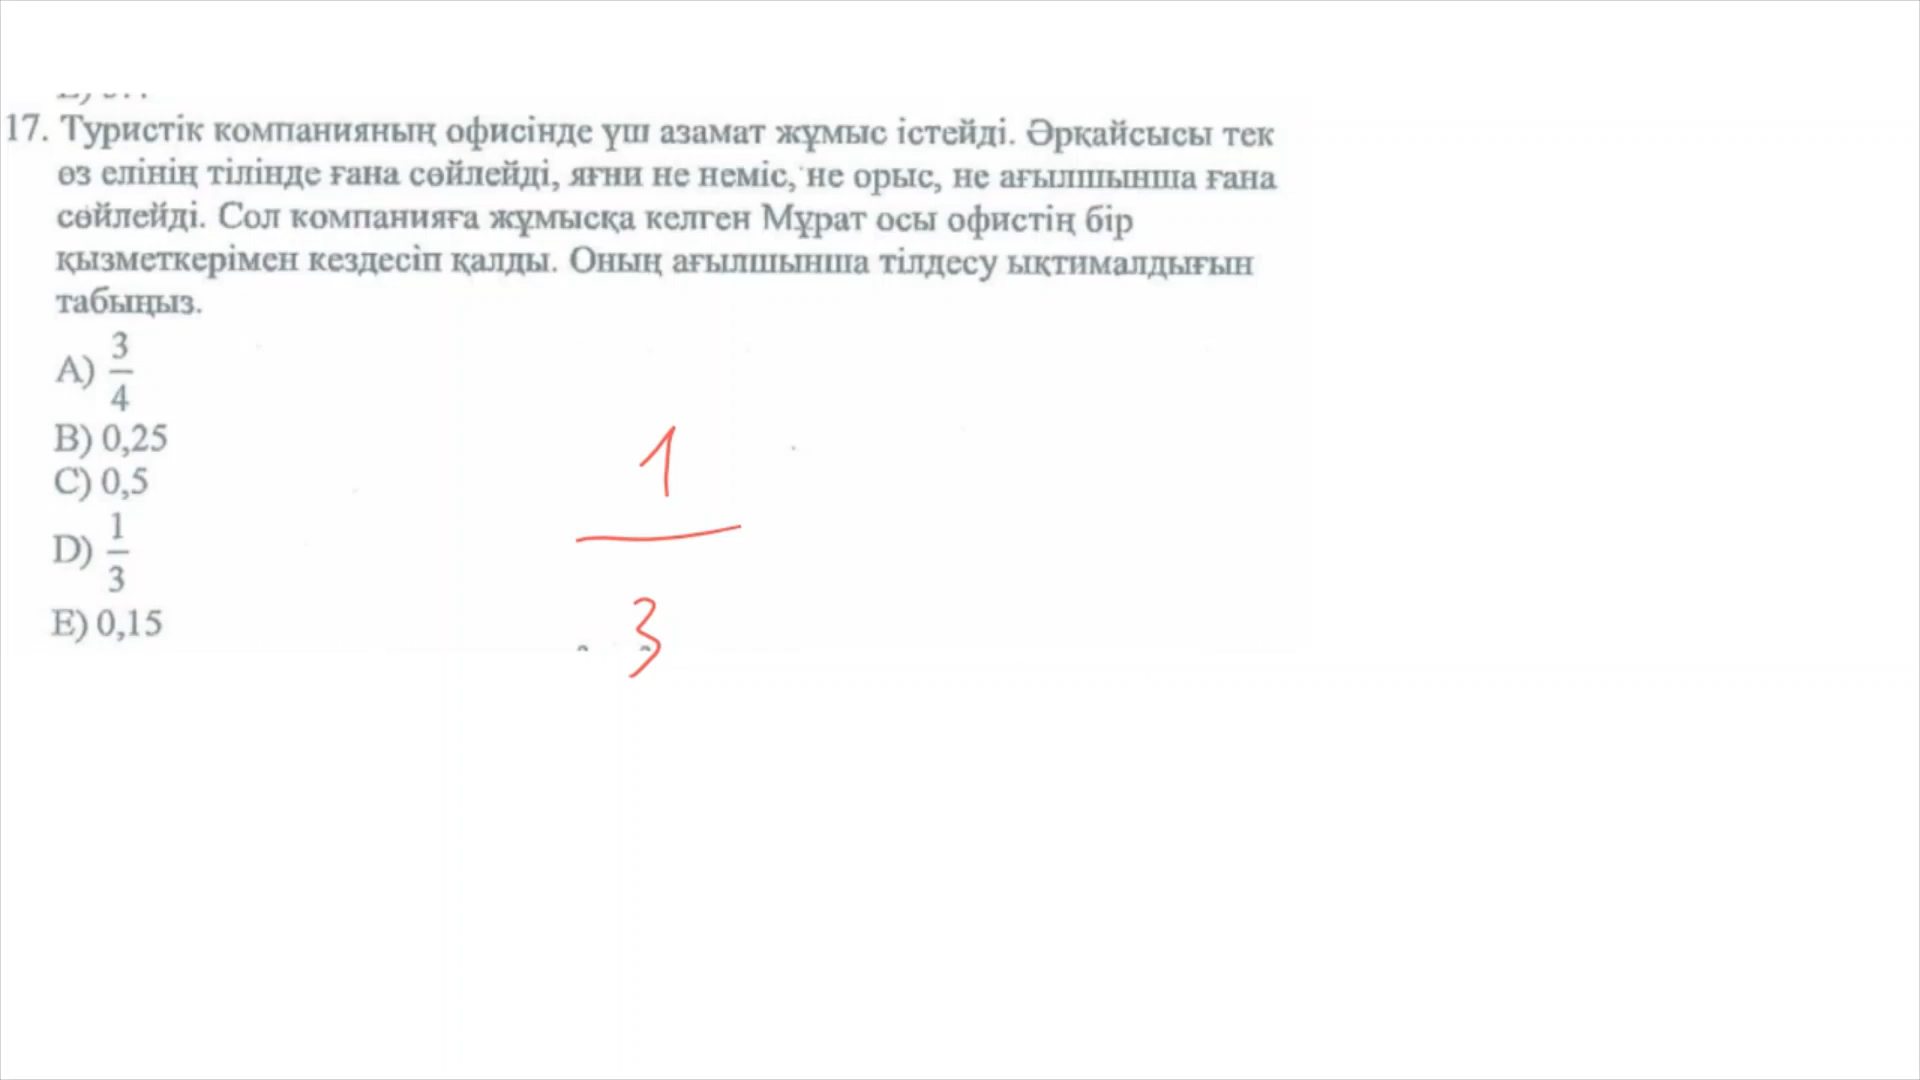 17. Туристік компанияның офисінде үш азамат жұмыс істейді. Әрқайсысы тек
өз елінің тілінде ғана сөйлейді, яғни не неміс, не орыс, не ағылшынша ғана
сөйлейді. Сол компанияға жұмысқа келген Мұрат осы офистің бір
қызметкерімен кездесіп қалды. Оның ағылшынша тілдесу ықтималдығын
табыңыз.
A) 3/4
B) 0,25
C) 0,5
D) 1/3
E) 0,15
1
3